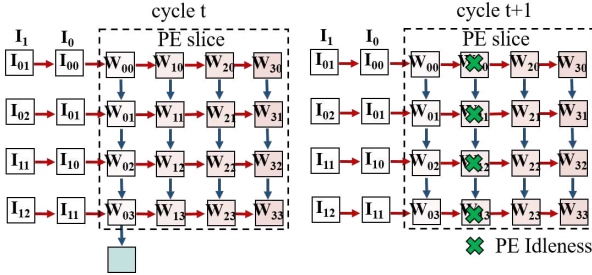 cycle t
I₁ I₀
PE slice
I₀₁ I₀₀ W₀₀ W₁₀ W₂₀ W₃₀
I₀₂ I₀₁ W₀₁ W₁₁ W₂₁ W₃₁
I₁₁ I₁₀ W₀₂ W₁₂ W₂₂ W₃₂
I₁₂ I₁₁ W₀₃ W₁₃ W₂₃ W₃₃
cycle t+1
I₁ I₀
PE slice
I₀₁ I₀₀ W₀₀ W₂₀ W₃₀
I₀₂ I₀₁ W₀₁ W₂₁ W₃₁
I₁₁ I₁₀ W₀₂ W₂₂ W₃₂
I₁₂ I₁₁ W₀₃ W₂₃ W₃₃
PE Idleness